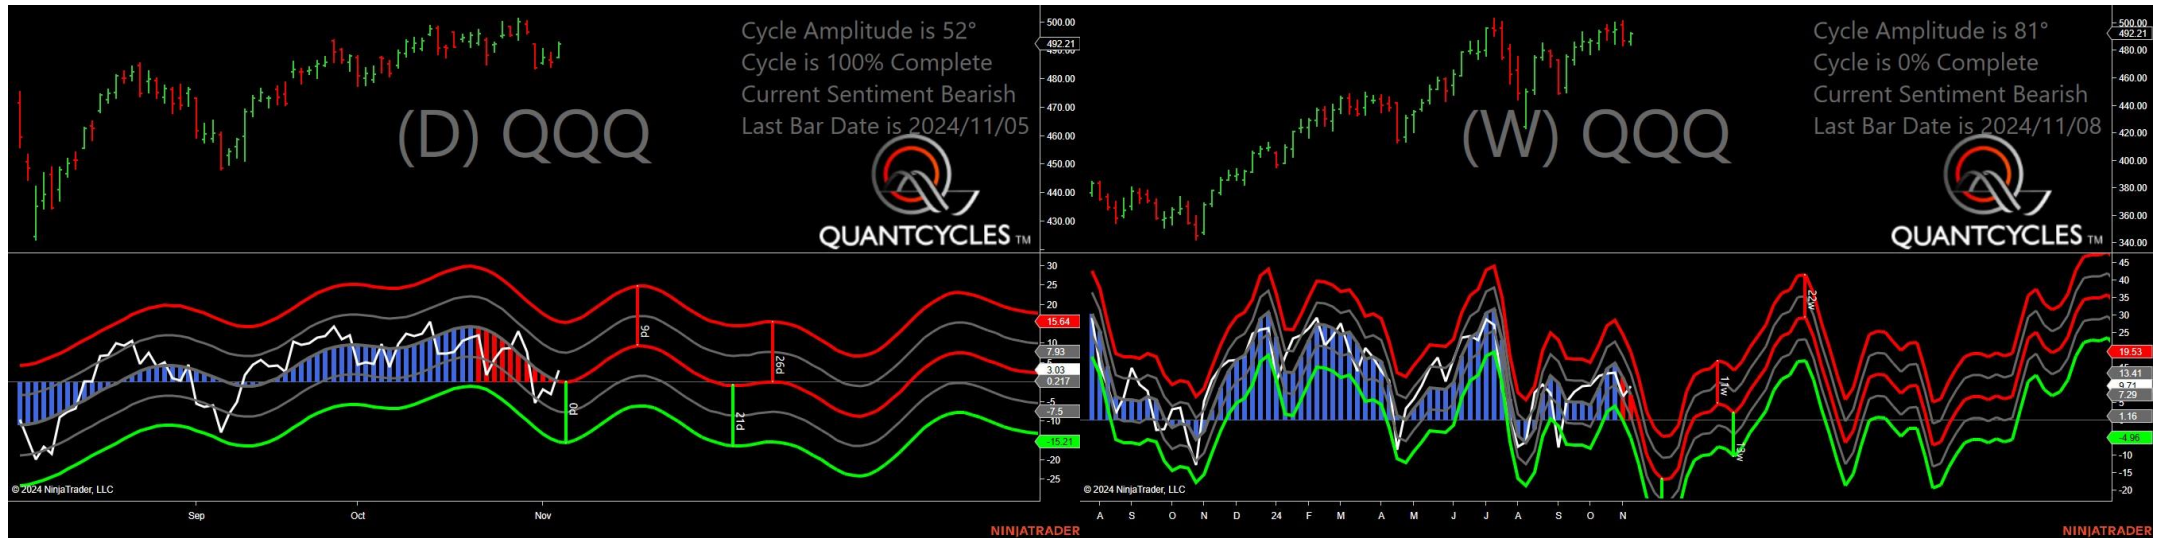 Cycle Amplitude is 52°
Cycle is 100% Complete
Current Sentiment Bearish
Last Bar Date is 2024/11/05
(D) QQQ
QUANTCYCLES TM
500.00
492.21
480.00
470.00
460.00
450.00
440.00
430.00
30
25
20
15.64
10
7.93
3.03
0.217
-5
-7.5
-10
-15.21
-20
-25
0d
9d
21d
26d
© 2024 NinjaTrader, LLC
Sep
Oct
Nov
NINJATRADER
Cycle Amplitude is 81°
Cycle is 0% Complete
Current Sentiment Bearish
Last Bar Date is 2024/11/08
(W) QQQ
QUANTCYCLES TM
500.00
492.21
480.00
460.00
440.00
420.00
400.00
380.00
360.00
340.00
45
40
35
30
25
19.53
13.41
9.71
7.29
1.16
-4.96
-10
-15
-20
11w
13w
22w
© 2024 NinjaTrader, LLC
A S O N D 24 F M A M J J A S O N
NINJATRADER